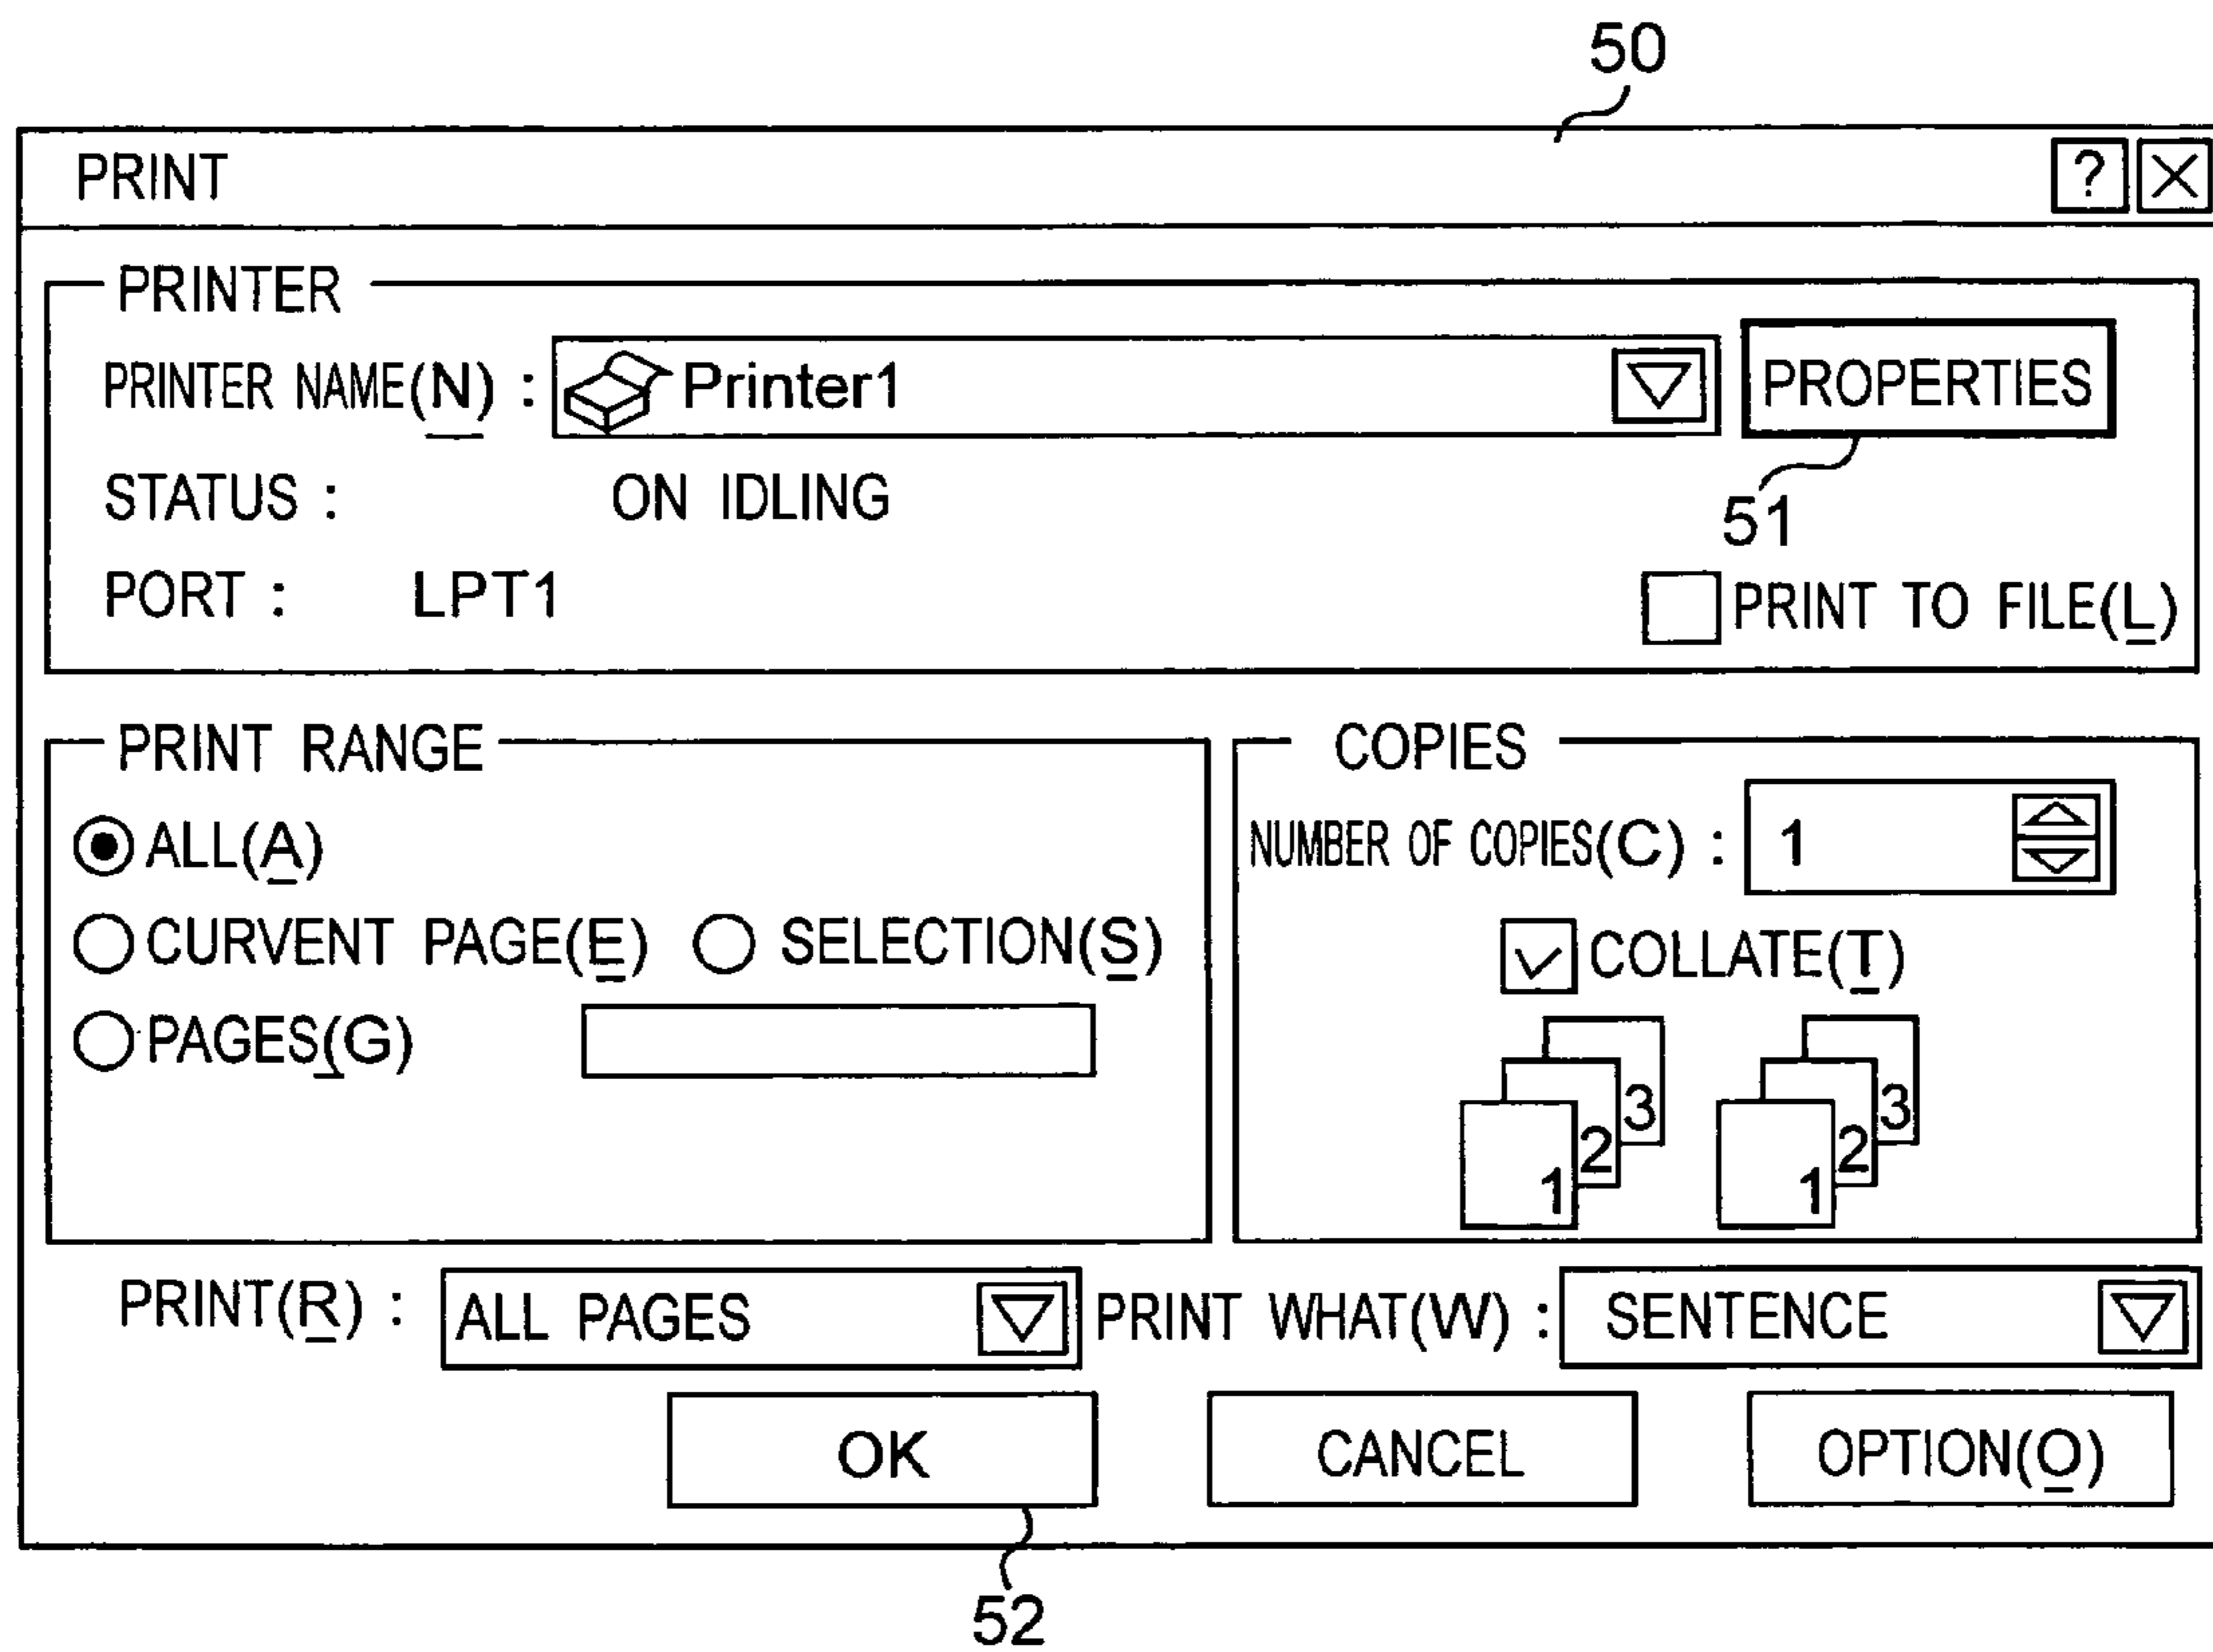 50
PRINT ? X
PRINTER
PRINTER NAME(N) : Printer1 PROPERTIES
51
STATUS : ON IDLING
PORT : LPT1 PRINT TO FILE(L)
PRINT RANGE
ALL(A)
CURVENT PAGE(E) SELECTION(S)
PAGES(G)
COPIES
NUMBER OF COPIES(C) : 1
COLLATE(T)
1 2 3 1 2 3
PRINT(R) : ALL PAGES PRINT WHAT(W) : SENTENCE
OK CANCEL OPTION(O)
52